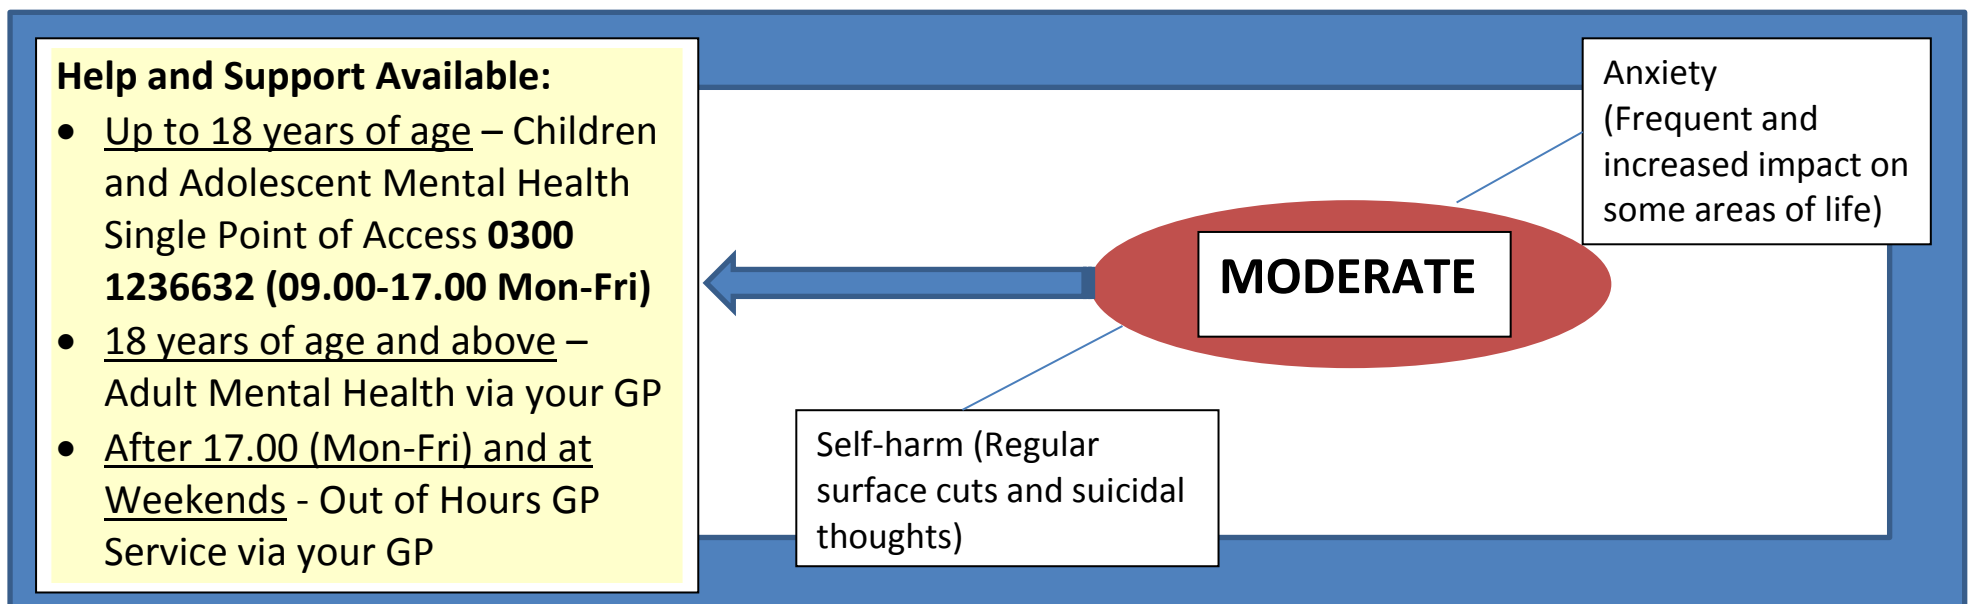 Help and Support Available:
• Up to 18 years of age – Children
and Adolescent Mental Health
Single Point of Access 0300
1236632 (09.00-17.00 Mon-Fri)
• 18 years of age and above –
Adult Mental Health via your GP
• After 17.00 (Mon-Fri) and at
Weekends - Out of Hours GP
Service via your GP
MODERATE
Anxiety
(Frequent and
increased impact on
some areas of life)
Self-harm (Regular
surface cuts and suicidal
thoughts)